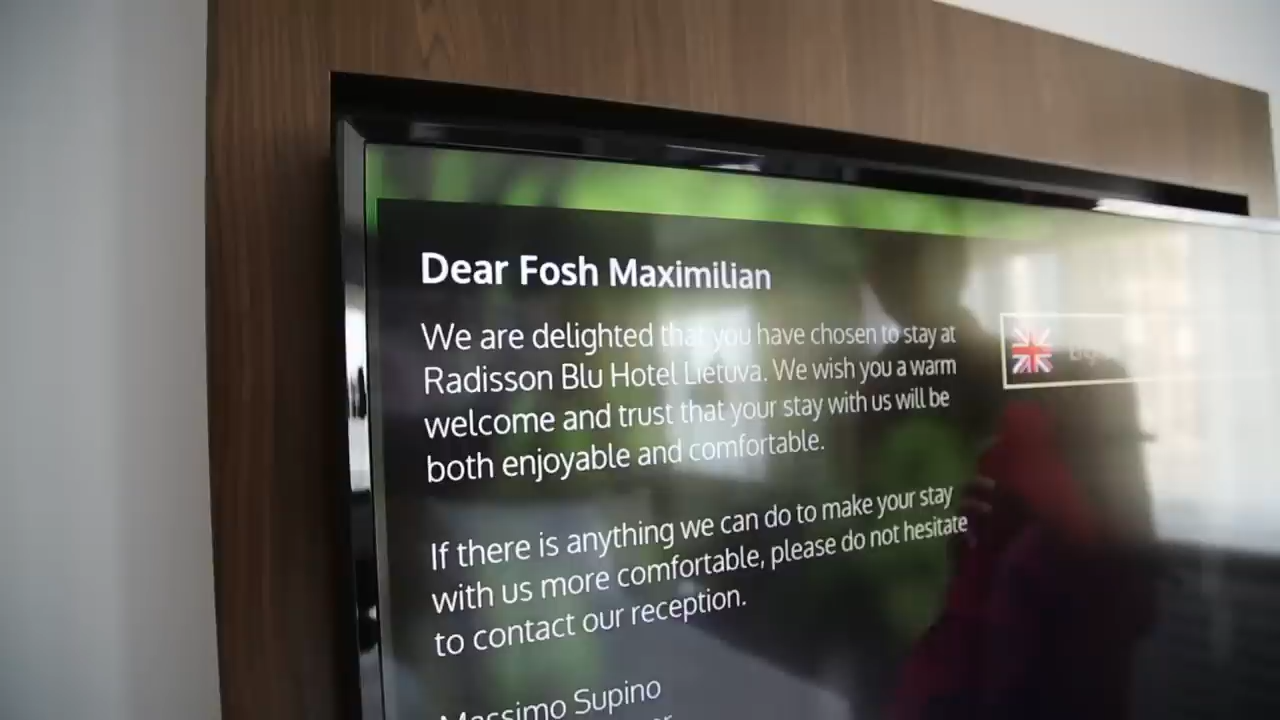 Dear Fosh Maximilian
We are delighted that you have chosen to stay at
Radisson Blu Hotel Lietuva. We wish you a warm
welcome and trust that your stay with us will be
both enjoyable and comfortable.
If there is anything we can do to make your stay
with us more comfortable, please do not hesitate
to contact our reception.
Massimo Supino